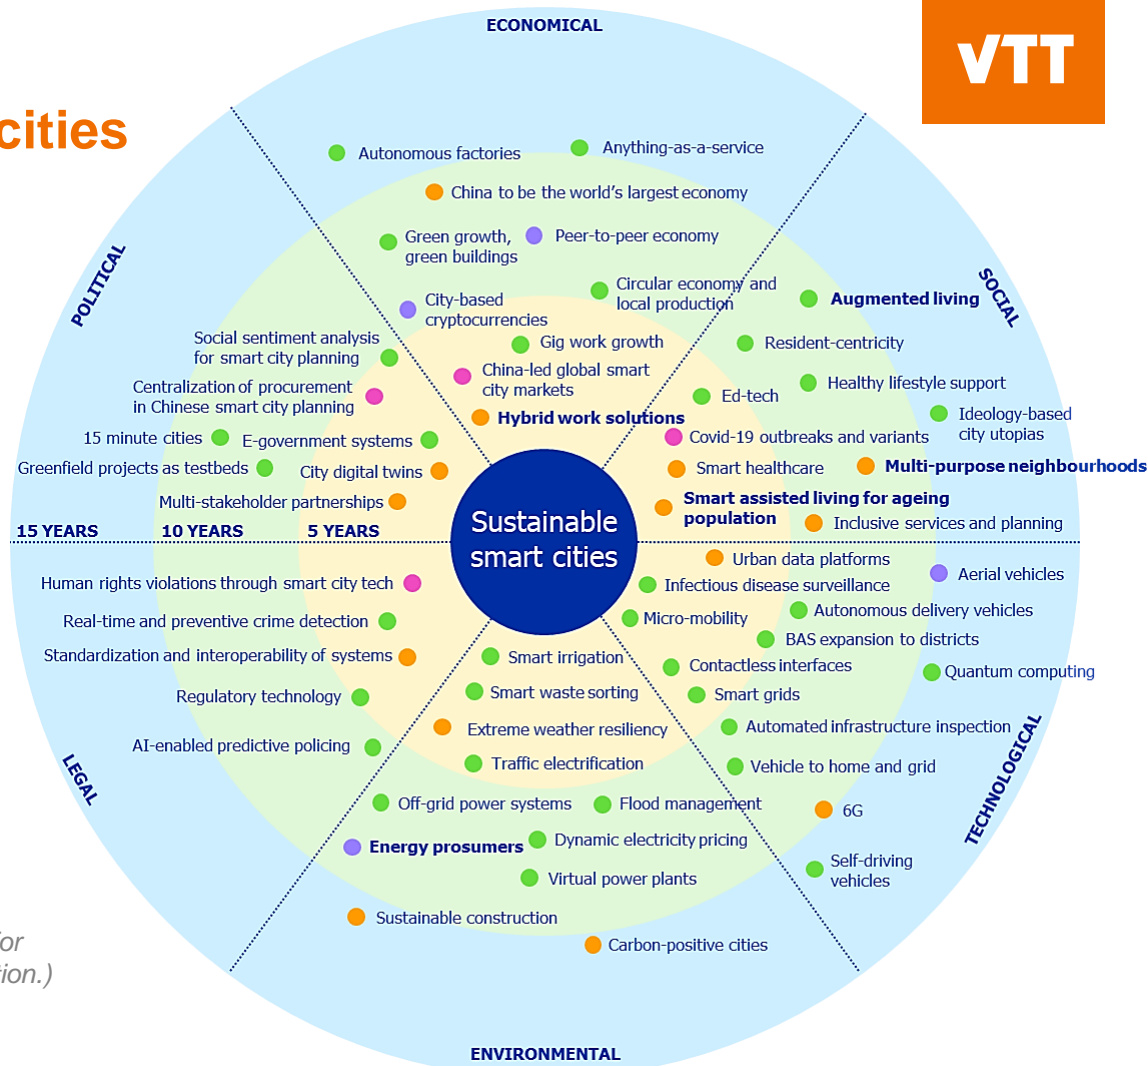 ECONOMICAL
VTT
cities
Autonomous factories
Anything-as-a-service
China to be the world's largest economy
Green growth,
green buildings
Peer-to-peer economy
Circular economy and
local production
City-based
cryptocurrencies
Gig work growth
China-led global smart
city markets
Hybrid work solutions
POLITICAL
Social sentiment analysis
for smart city planning
Centralization of procurement
in Chinese smart city planning
15 minute cities
E-government systems
Greenfield projects as testbeds
City digital twins
Multi-stakeholder partnerships
15 YEARS
10 YEARS
5 YEARS
SOCIAL
Augmented living
Resident-centricity
Healthy lifestyle support
Ed-tech
Ideology-based
city utopias
Covid-19 outbreaks and variants
Smart healthcare
Multi-purpose neighbourhoods
Smart assisted living for ageing
population
Inclusive services and planning
Sustainable
smart cities
Urban data platforms
Aerial vehicles
Infectious disease surveillance
Micro-mobility
Autonomous delivery vehicles
BAS expansion to districts
Contactless interfaces
Quantum computing
Smart grids
Automated infrastructure inspection
Vehicle to home and grid
6G
Self-driving
vehicles
TECHNOLOGICAL
Human rights violations through smart city tech
Real-time and preventive crime detection
Standardization and interoperability of systems
Regulatory technology
AI-enabled predictive policing
LEGAL
Smart irrigation
Smart waste sorting
Extreme weather resiliency
Traffic electrification
Off-grid power systems
Flood management
Energy prosumers
Dynamic electricity pricing
Virtual power plants
Sustainable construction
Carbon-positive cities
ENVIRONMENTAL
or
tion.)